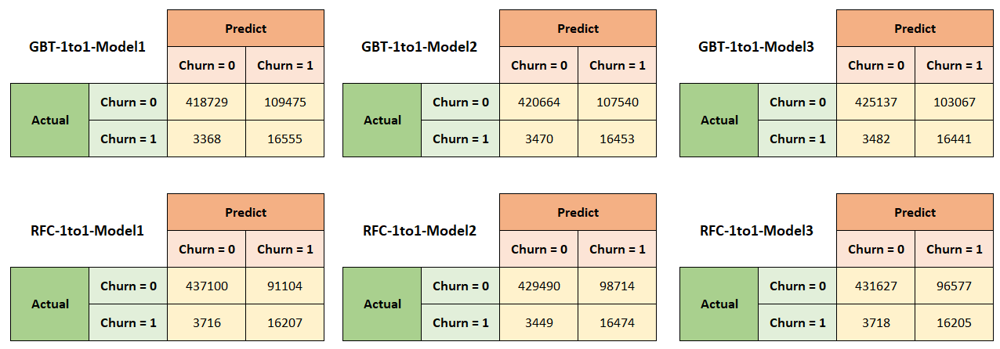 Predict Predict Predict
GBT-1to1-Model1 GBT-1to1-Model2 GBT-1to1-Model3
Churn = 0 Churn = 1 Churn = 0 Churn = 1 Churn = 0 Churn = 1
Churn = 0 418729 109475 Churn = 0 420664 107540 Churn = 0 425137 103067
Actual Actual Actual
Churn = 1 3368 16555 Churn = 1 3470 16453 Churn = 1 3482 16441
Predict Predict Predict
RFC-1to1-Model1 RFC-1to1-Model2 RFC-1to1-Model3
Churn = 0 Churn = 1 Churn = 0 Churn = 1 Churn = 0 Churn = 1
Churn = 0 437100 91104 Churn = 0 429490 98714 Churn = 0 431627 96577
Actual Actual Actual
Churn = 1 3716 16207 Churn = 1 3449 16474 Churn = 1 3718 16205